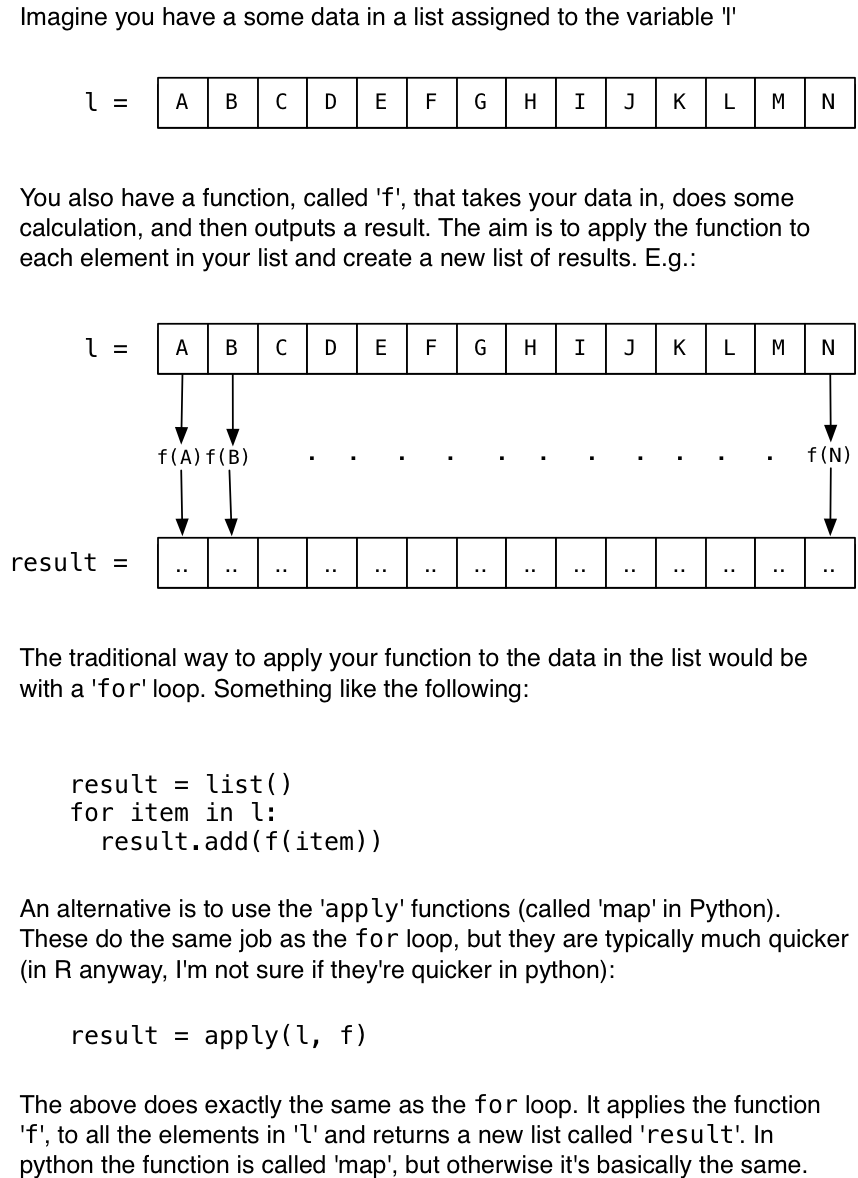 Imagine you have a some data in a list assigned to the variable 'l'
l = A B C D E F G H I J K L M N
You also have a function, called 'f', that takes your data in, does some
calculation, and then outputs a result. The aim is to apply the function to
each element in your list and create a new list of results. E.g.:
l = A B C D E F G H I J K L M N
f(A) f(B) . . . . . . . . . . . f(N)
result = .. .. .. .. .. .. .. .. .. .. .. .. .. ..
The traditional way to apply your function to the data in the list would be
with a 'for' loop. Something like the following:
result = list()
for item in l:
  result.add(f(item))
An alternative is to use the 'apply' functions (called 'map' in Python).
These do the same job as the for loop, but they are typically much quicker
(in R anyway, I'm not sure if they're quicker in python):
result = apply(l, f)
The above does exactly the same as the for loop. It applies the function
'f', to all the elements in 'l' and returns a new list called 'result'. In
python the function is called 'map', but otherwise it's basically the same.